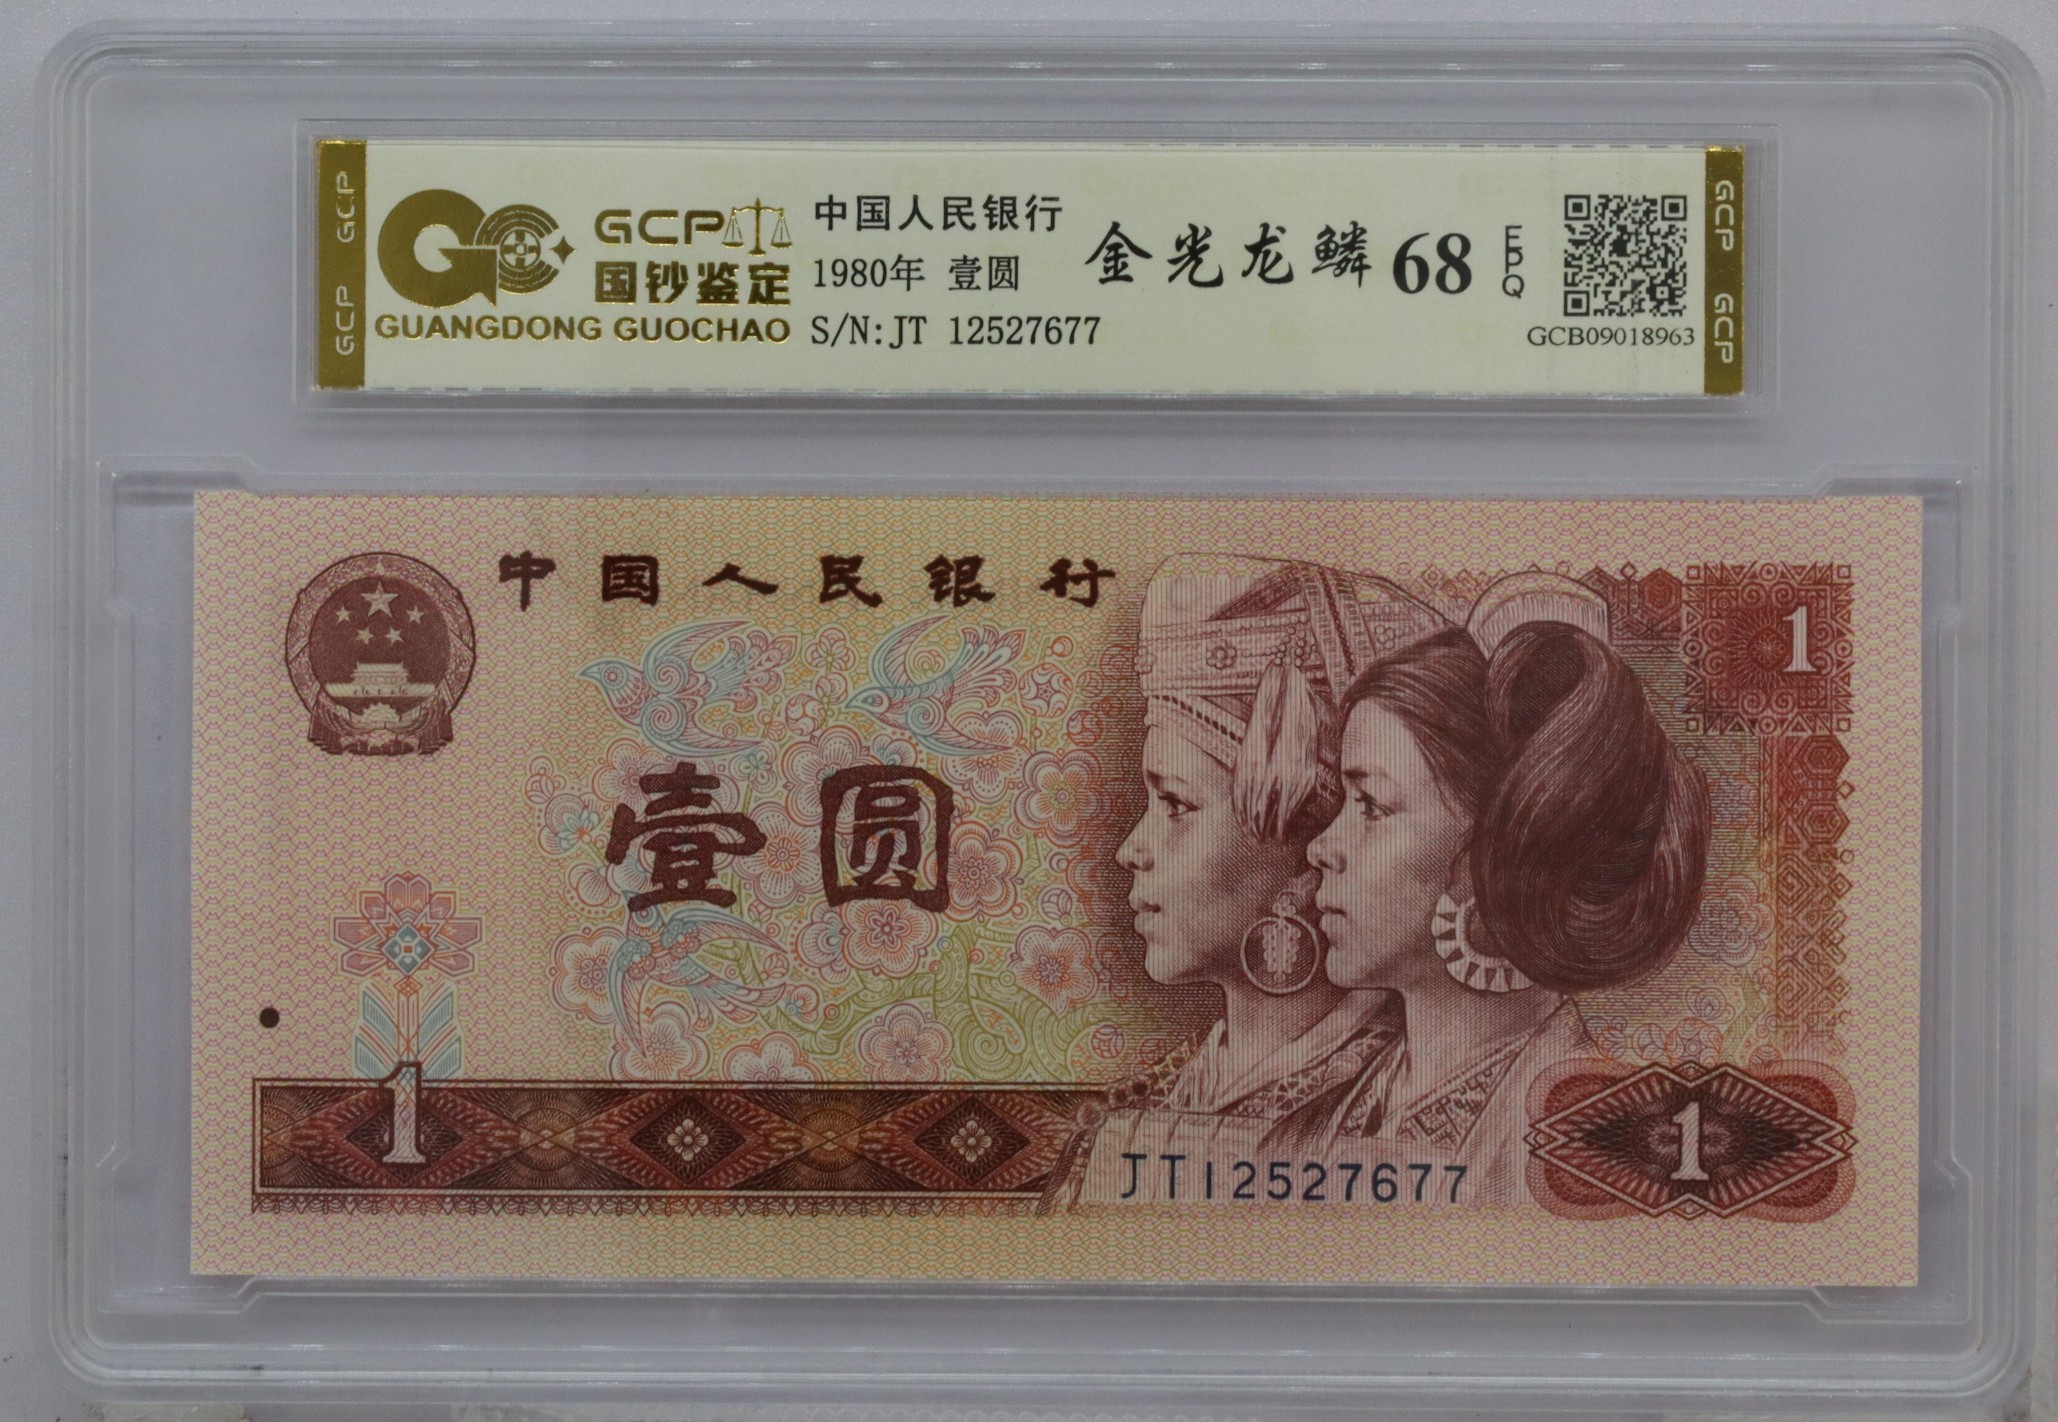 GCP GCP
GCP
国钞鉴定
GUANGDONG GUOCHAO
中国人民银行
1980年 壹圆
S/N: JT 12527677
金光龙鳞 68 EPQ
GCB09018963
GCP GCP
中国人民银行
1
壹圆
1
JT12527677
1